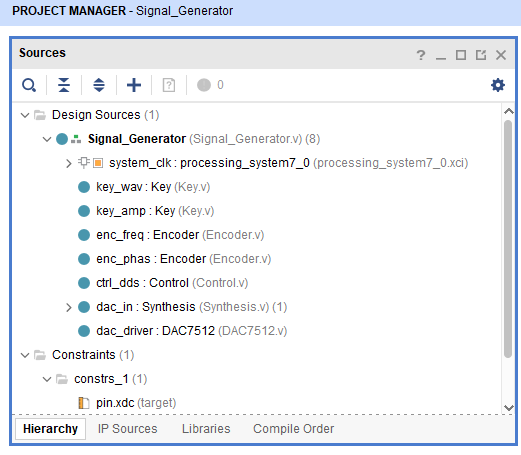 PROJECT MANAGER - Signal_Generator
Sources
? 
0
Design Sources (1)
Signal_Generator (Signal_Generator.v) (8)
system_clk : processing_system7_0 (processing_system7_0.xci)
key_wav : Key (Key.v)
key_amp : Key (Key.v)
enc_freq : Encoder (Encoder.v)
enc_phas : Encoder (Encoder.v)
ctrl_dds : Control (Control.v)
dac_in : Synthesis (Synthesis.v) (1)
dac_driver : DAC7512 (DAC7512.v)
Constraints (1)
constrs_1 (1)
pin.xdc (target)
Hierarchy IP Sources Libraries Compile Order